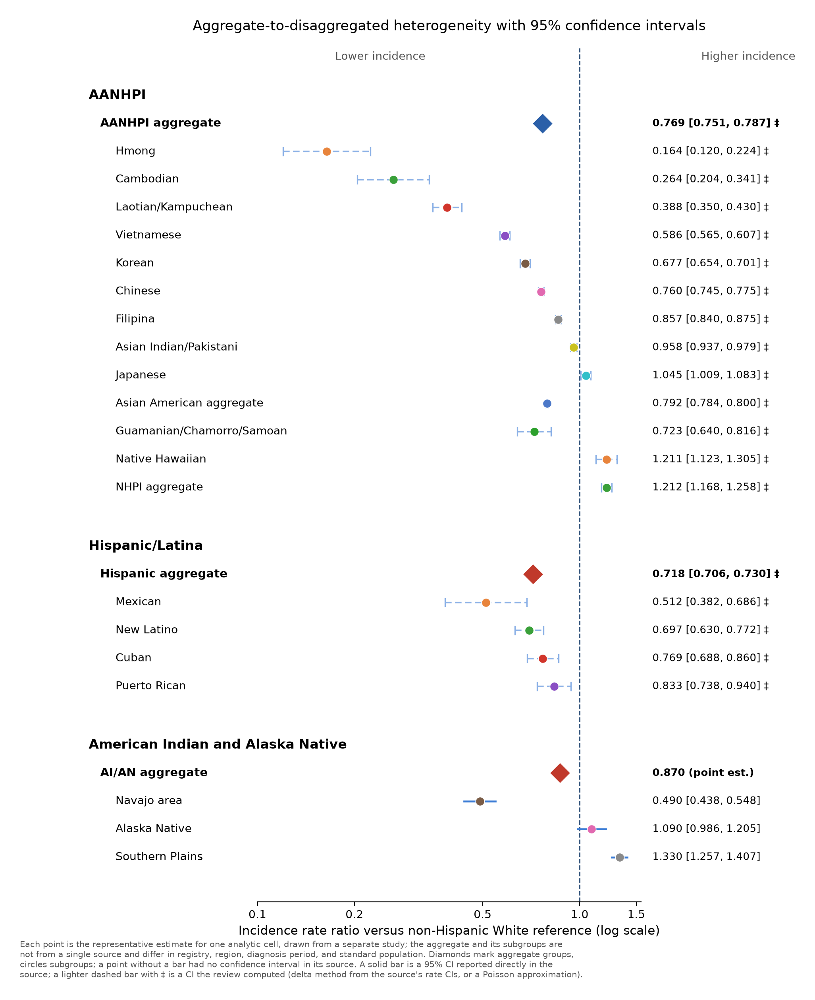 Aggregate-to-disaggregated heterogeneity with 95% confidence intervals
Lower incidence Higher incidence
AANHPI
AANHPI aggregate 0.769 [0.751, 0.787] ‡
Hmong 0.164 [0.120, 0.224] ‡
Cambodian 0.264 [0.204, 0.341] ‡
Laotian/Kampuchean 0.388 [0.350, 0.430] ‡
Vietnamese 0.586 [0.565, 0.607] ‡
Korean 0.677 [0.654, 0.701] ‡
Chinese 0.760 [0.745, 0.775] ‡
Filipina 0.857 [0.840, 0.875] ‡
Asian Indian/Pakistani 0.958 [0.937, 0.979] ‡
Japanese 1.045 [1.009, 1.083] ‡
Asian American aggregate 0.792 [0.784, 0.800] ‡
Guamanian/Chamorro/Samoan 0.723 [0.640, 0.816] ‡
Native Hawaiian 1.211 [1.123, 1.305] ‡
NHPI aggregate 1.212 [1.168, 1.258] ‡
Hispanic/Latina
Hispanic aggregate 0.718 [0.706, 0.730] ‡
Mexican 0.512 [0.382, 0.686] ‡
New Latino 0.697 [0.630, 0.772] ‡
Cuban 0.769 [0.688, 0.860] ‡
Puerto Rican 0.833 [0.738, 0.940] ‡
American Indian and Alaska Native
AI/AN aggregate 0.870 (point est.)
Navajo area 0.490 [0.438, 0.548]
Alaska Native 1.090 [0.986, 1.205]
Southern Plains 1.330 [1.257, 1.407]
0.1 0.2 0.5 1.0 1.5
Incidence rate ratio versus non-Hispanic White reference (log scale)
Each point is the representative estimate for one analytic cell, drawn from a separate study; the aggregate and its subgroups are
not from a single source and differ in registry, region, diagnosis period, and standard population. Diamonds mark aggregate groups,
circles subgroups; a point without a bar had no confidence interval in its source. A solid bar is a 95% CI reported directly in the
source; a lighter dashed bar with ‡ is a CI the review computed (delta method from the source's rate CIs, or a Poisson approximation).